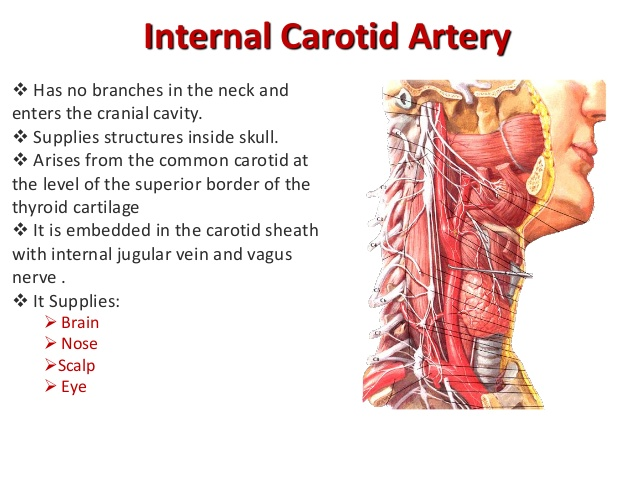 Internal Carotid Artery
❖ Has no branches in the neck and
enters the cranial cavity.
❖ Supplies structures inside skull.
❖ Arises from the common carotid at
the level of the superior border of the
thyroid cartilage
❖ It is embedded in the carotid sheath
with internal jugular vein and vagus
nerve .
❖ It Supplies:
➢ Brain
➢ Nose
➢Scalp
➢ Eye